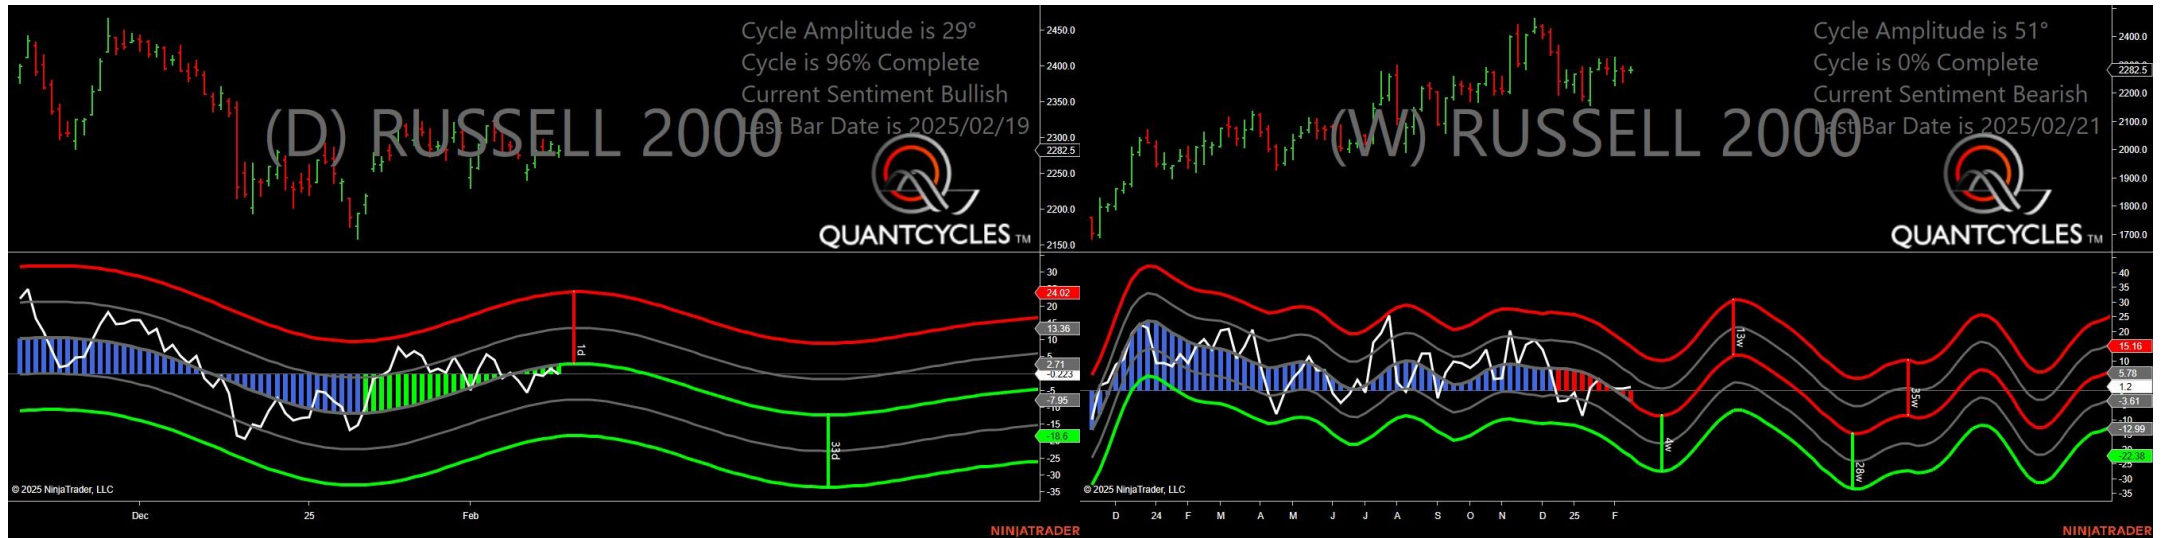 Cycle Amplitude is 29°
Cycle is 96% Complete
Current Sentiment Bullish
Last Bar Date is 2025/02/19
(D) RUSSELL 2000
QUANTCYCLES TM
2450.0
2400.0
2350.0
2300.0
2282.5
2250.0
2200.0
2150.0
30
24.02
20
13.36
10
5
2.71
-0.223
-5
-7.95
-10
-15
-18.6
-25
-30
-35
1d
33d
© 2025 NinjaTrader, LLC
Dec
25
Feb
NINJATRADER
Cycle Amplitude is 51°
Cycle is 0% Complete
Current Sentiment Bearish
Last Bar Date is 2025/02/21
(W) RUSSELL 2000
QUANTCYCLES TM
2400.0
2282.5
2200.0
2100.0
2000.0
1900.0
1800.0
1700.0
40
35
30
25
20
15.16
10
5.78
1.2
-3.61
-12.99
-22.38
-25
-30
-35
13w
35w
4w
28w
© 2025 NinjaTrader, LLC
D
24
F
M
A
M
J
J
A
S
O
N
D
25
F
NINJATRADER